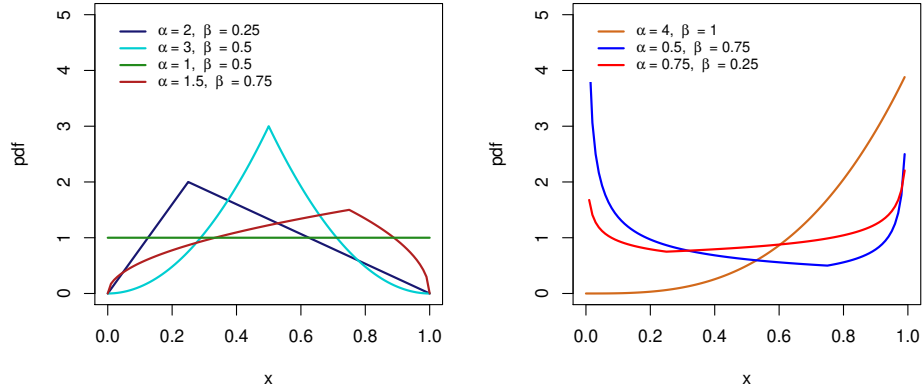 α = 2, β = 0.25
α = 3, β = 0.5
α = 1, β = 0.5
α = 1.5, β = 0.75
pdf
5
4
3
2
1
0
0.0 0.2 0.4 0.6 0.8 1.0
x
α = 4, β = 1
α = 0.5, β = 0.75
α = 0.75, β = 0.25
pdf
5
4
3
2
1
0
0.0 0.2 0.4 0.6 0.8 1.0
x